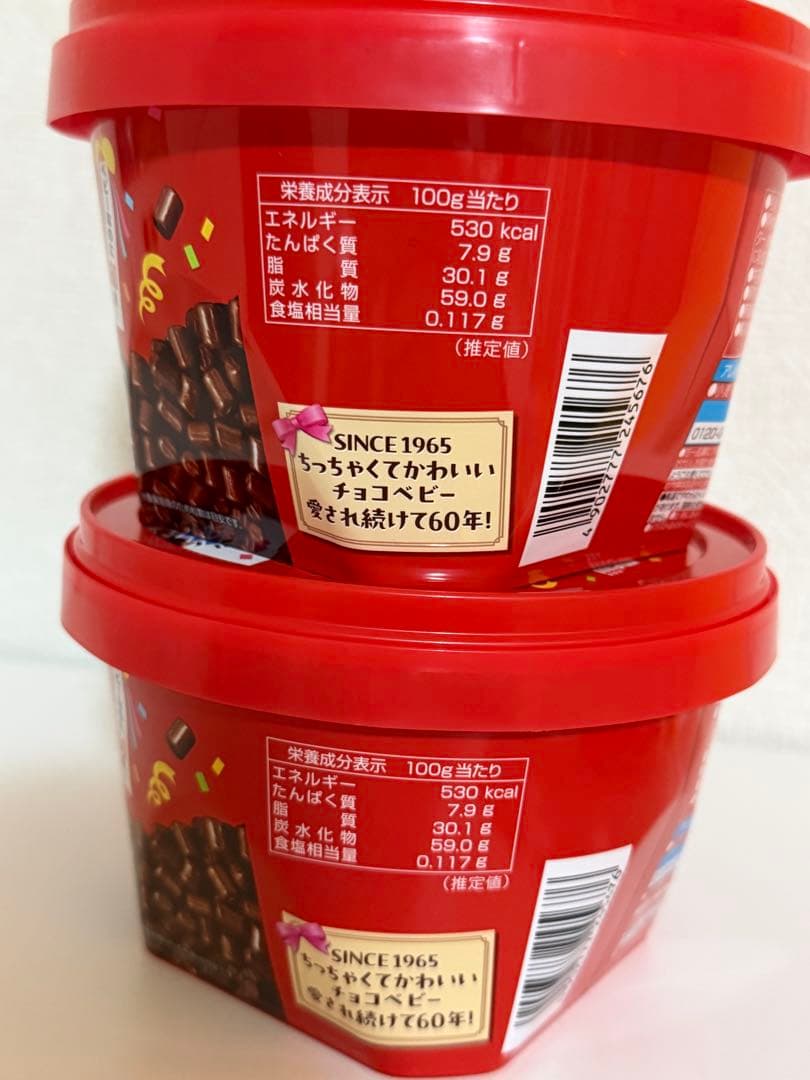 栄養成分表示 100g当たり
エネルギー 530 kcal
たんぱく質 7.9 g
脂質 30.1 g
炭水化物 59.0 g
食塩相当量 0.117 g
(推定値)
SINCE 1965
ちっちゃくてかわいい
チョコベビー
愛され続けて60年!
4 902777 245676
0120-
栄養成分表示 100g当たり
エネルギー 530 kcal
たんぱく質 7.9 g
脂質 30.1 g
炭水化物 59.0 g
食塩相当量 0.117 g
(推定値)
SINCE 1965
ちっちゃくてかわいい
チョコベビー
愛され続けて60年!